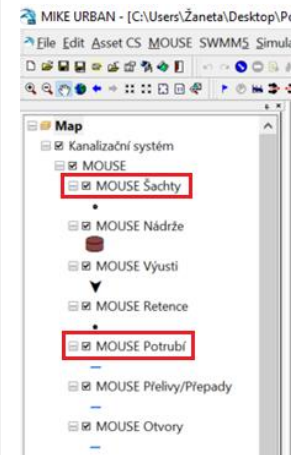 MIKE URBAN - [C:\Users\Žaneta\Desktop\Po
File Edit Asset CS MOUSE SWMM5 Simula
Map
Kanalizační systém
MOUSE
MOUSE Šachty
MOUSE Nádrže
MOUSE Výusti
MOUSE Retence
MOUSE Potrubí
MOUSE Přelivy/Přepady
MOUSE Otvory